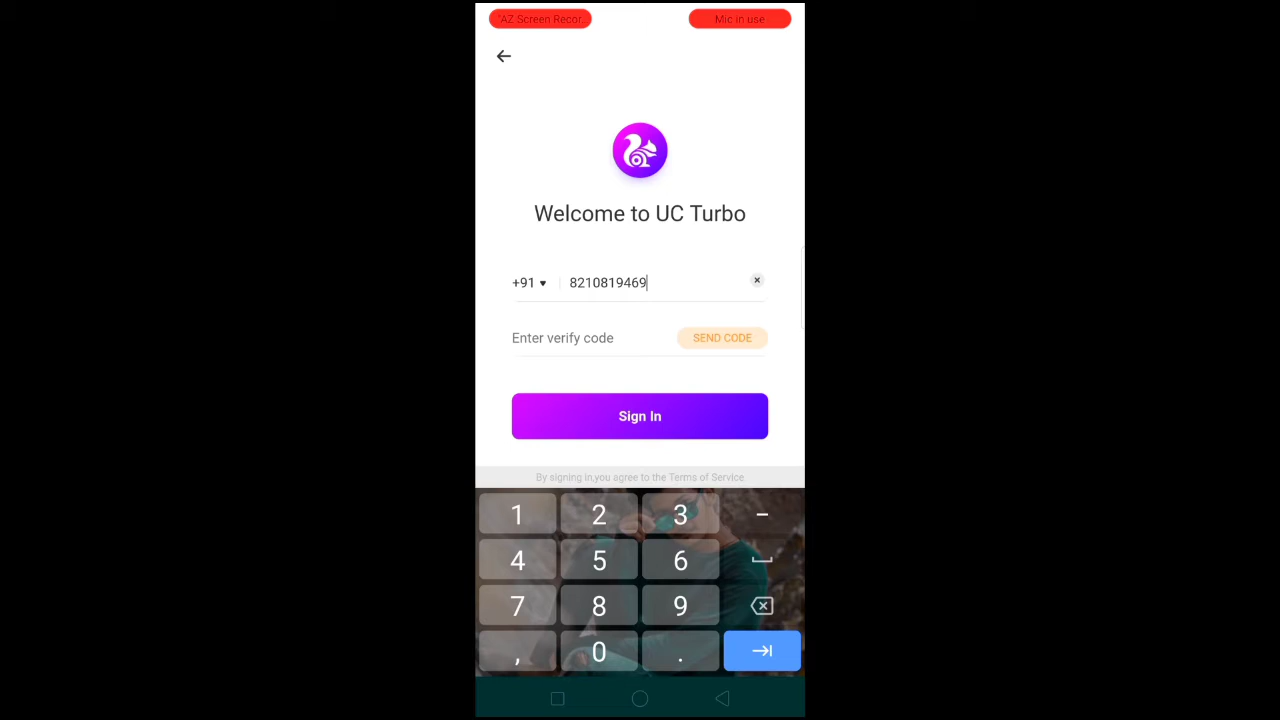 "AZ Screen Recor..
Mic in use
Welcome to UC Turbo
+91 ▾ 8210819469
Enter verify code SEND CODE
Sign In
By signing in,you agree to the Terms of Service
1 2 3 −
4 5 6
7 8 9
, 0 .